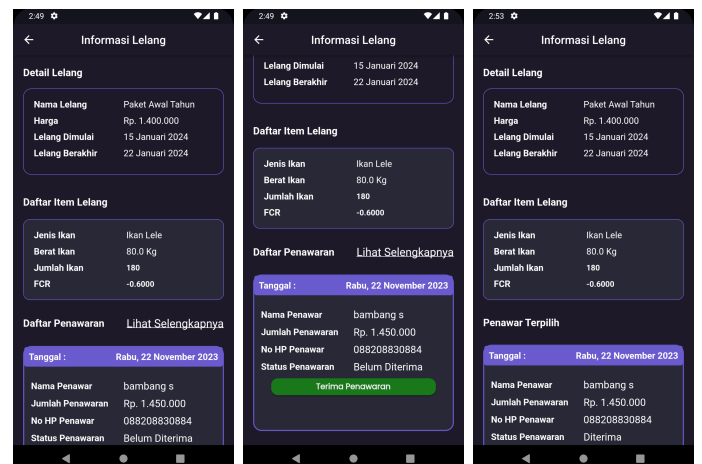 2:49
Informasi Lelang
Detail Lelang
Nama Lelang Paket Awal Tahun
Harga Rp. 1.400.000
Lelang Dimulai 15 Januari 2024
Lelang Berakhir 22 Januari 2024
Daftar Item Lelang
Jenis Ikan Ikan Lele
Berat Ikan 80.0 Kg
Jumlah Ikan 180
FCR -0.6000
Daftar Penawaran Lihat Selengkapnya
Tanggal : Rabu, 22 November 2023
Nama Penawar bambang s
Jumlah Penawaran Rp. 1.450.000
No HP Penawar 088208830884
Status Penawaran Belum Diterima
2:49
Informasi Lelang
Lelang Dimulai 15 Januari 2024
Lelang Berakhir 22 Januari 2024
Daftar Item Lelang
Jenis Ikan Ikan Lele
Berat Ikan 80.0 Kg
Jumlah Ikan 180
FCR -0.6000
Daftar Penawaran Lihat Selengkapnya
Tanggal : Rabu, 22 November 2023
Nama Penawar bambang s
Jumlah Penawaran Rp. 1.450.000
No HP Penawar 088208830884
Status Penawaran Belum Diterima
Terima Penawaran
2:53
Informasi Lelang
Detail Lelang
Nama Lelang Paket Awal Tahun
Harga Rp. 1.400.000
Lelang Dimulai 15 Januari 2024
Lelang Berakhir 22 Januari 2024
Daftar Item Lelang
Jenis Ikan Ikan Lele
Berat Ikan 80.0 Kg
Jumlah Ikan 180
FCR -0.6000
Penawar Terpilih
Tanggal : Rabu, 22 November 2023
Nama Penawar bambang s
Jumlah Penawaran Rp. 1.450.000
No HP Penawar 088208830884
Status Penawaran Diterima